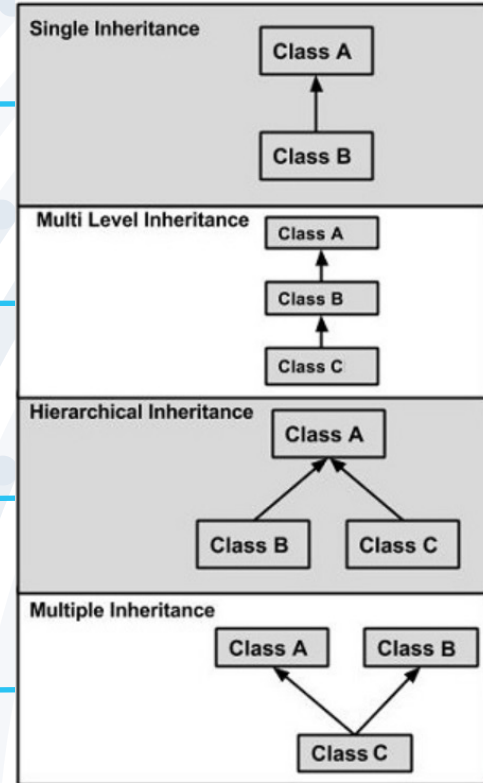 Single Inheritance
Class A
Class B
Multi Level Inheritance
Class A
Class B
Class C
Hierarchical Inheritance
Class A
Class B
Class C
Multiple Inheritance
Class A
Class B
Class C